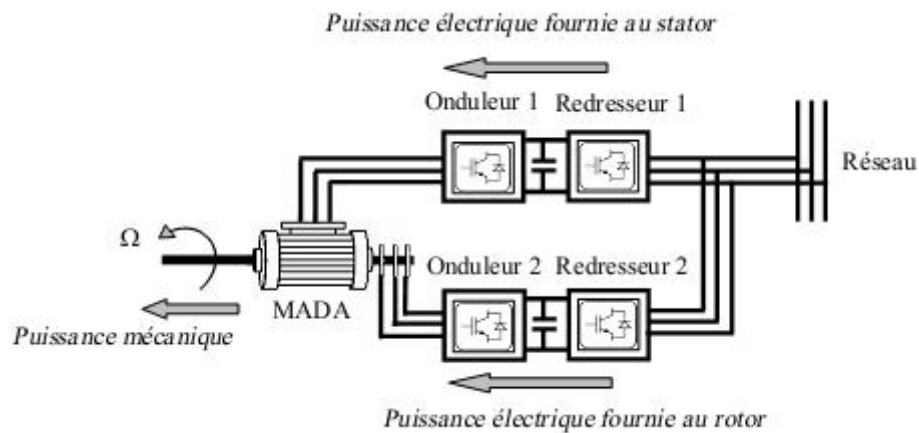 Puissance électrique fournie au stator
Onduleur 1 Redresseur 1
Réseau
Ω
MADA
Onduleur 2 Redresseur 2
Puissance mécanique
Puissance électrique fournie au rotor